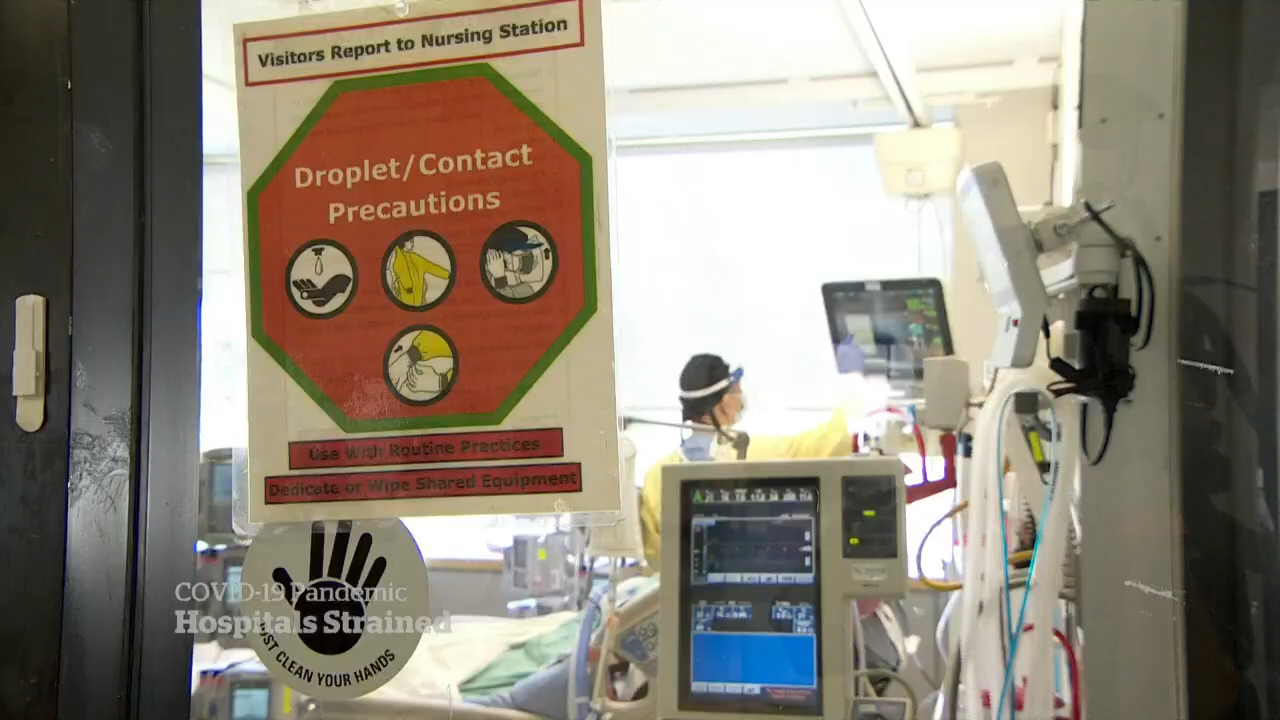 Visitors Report to Nursing Station
Droplet/Contact
Precautions
Use With Routine Practices
Dedicate or Wipe Shared Equipment
COVID-19 Pandemic
Hospitals Strained
CLEAN YOUR HANDS